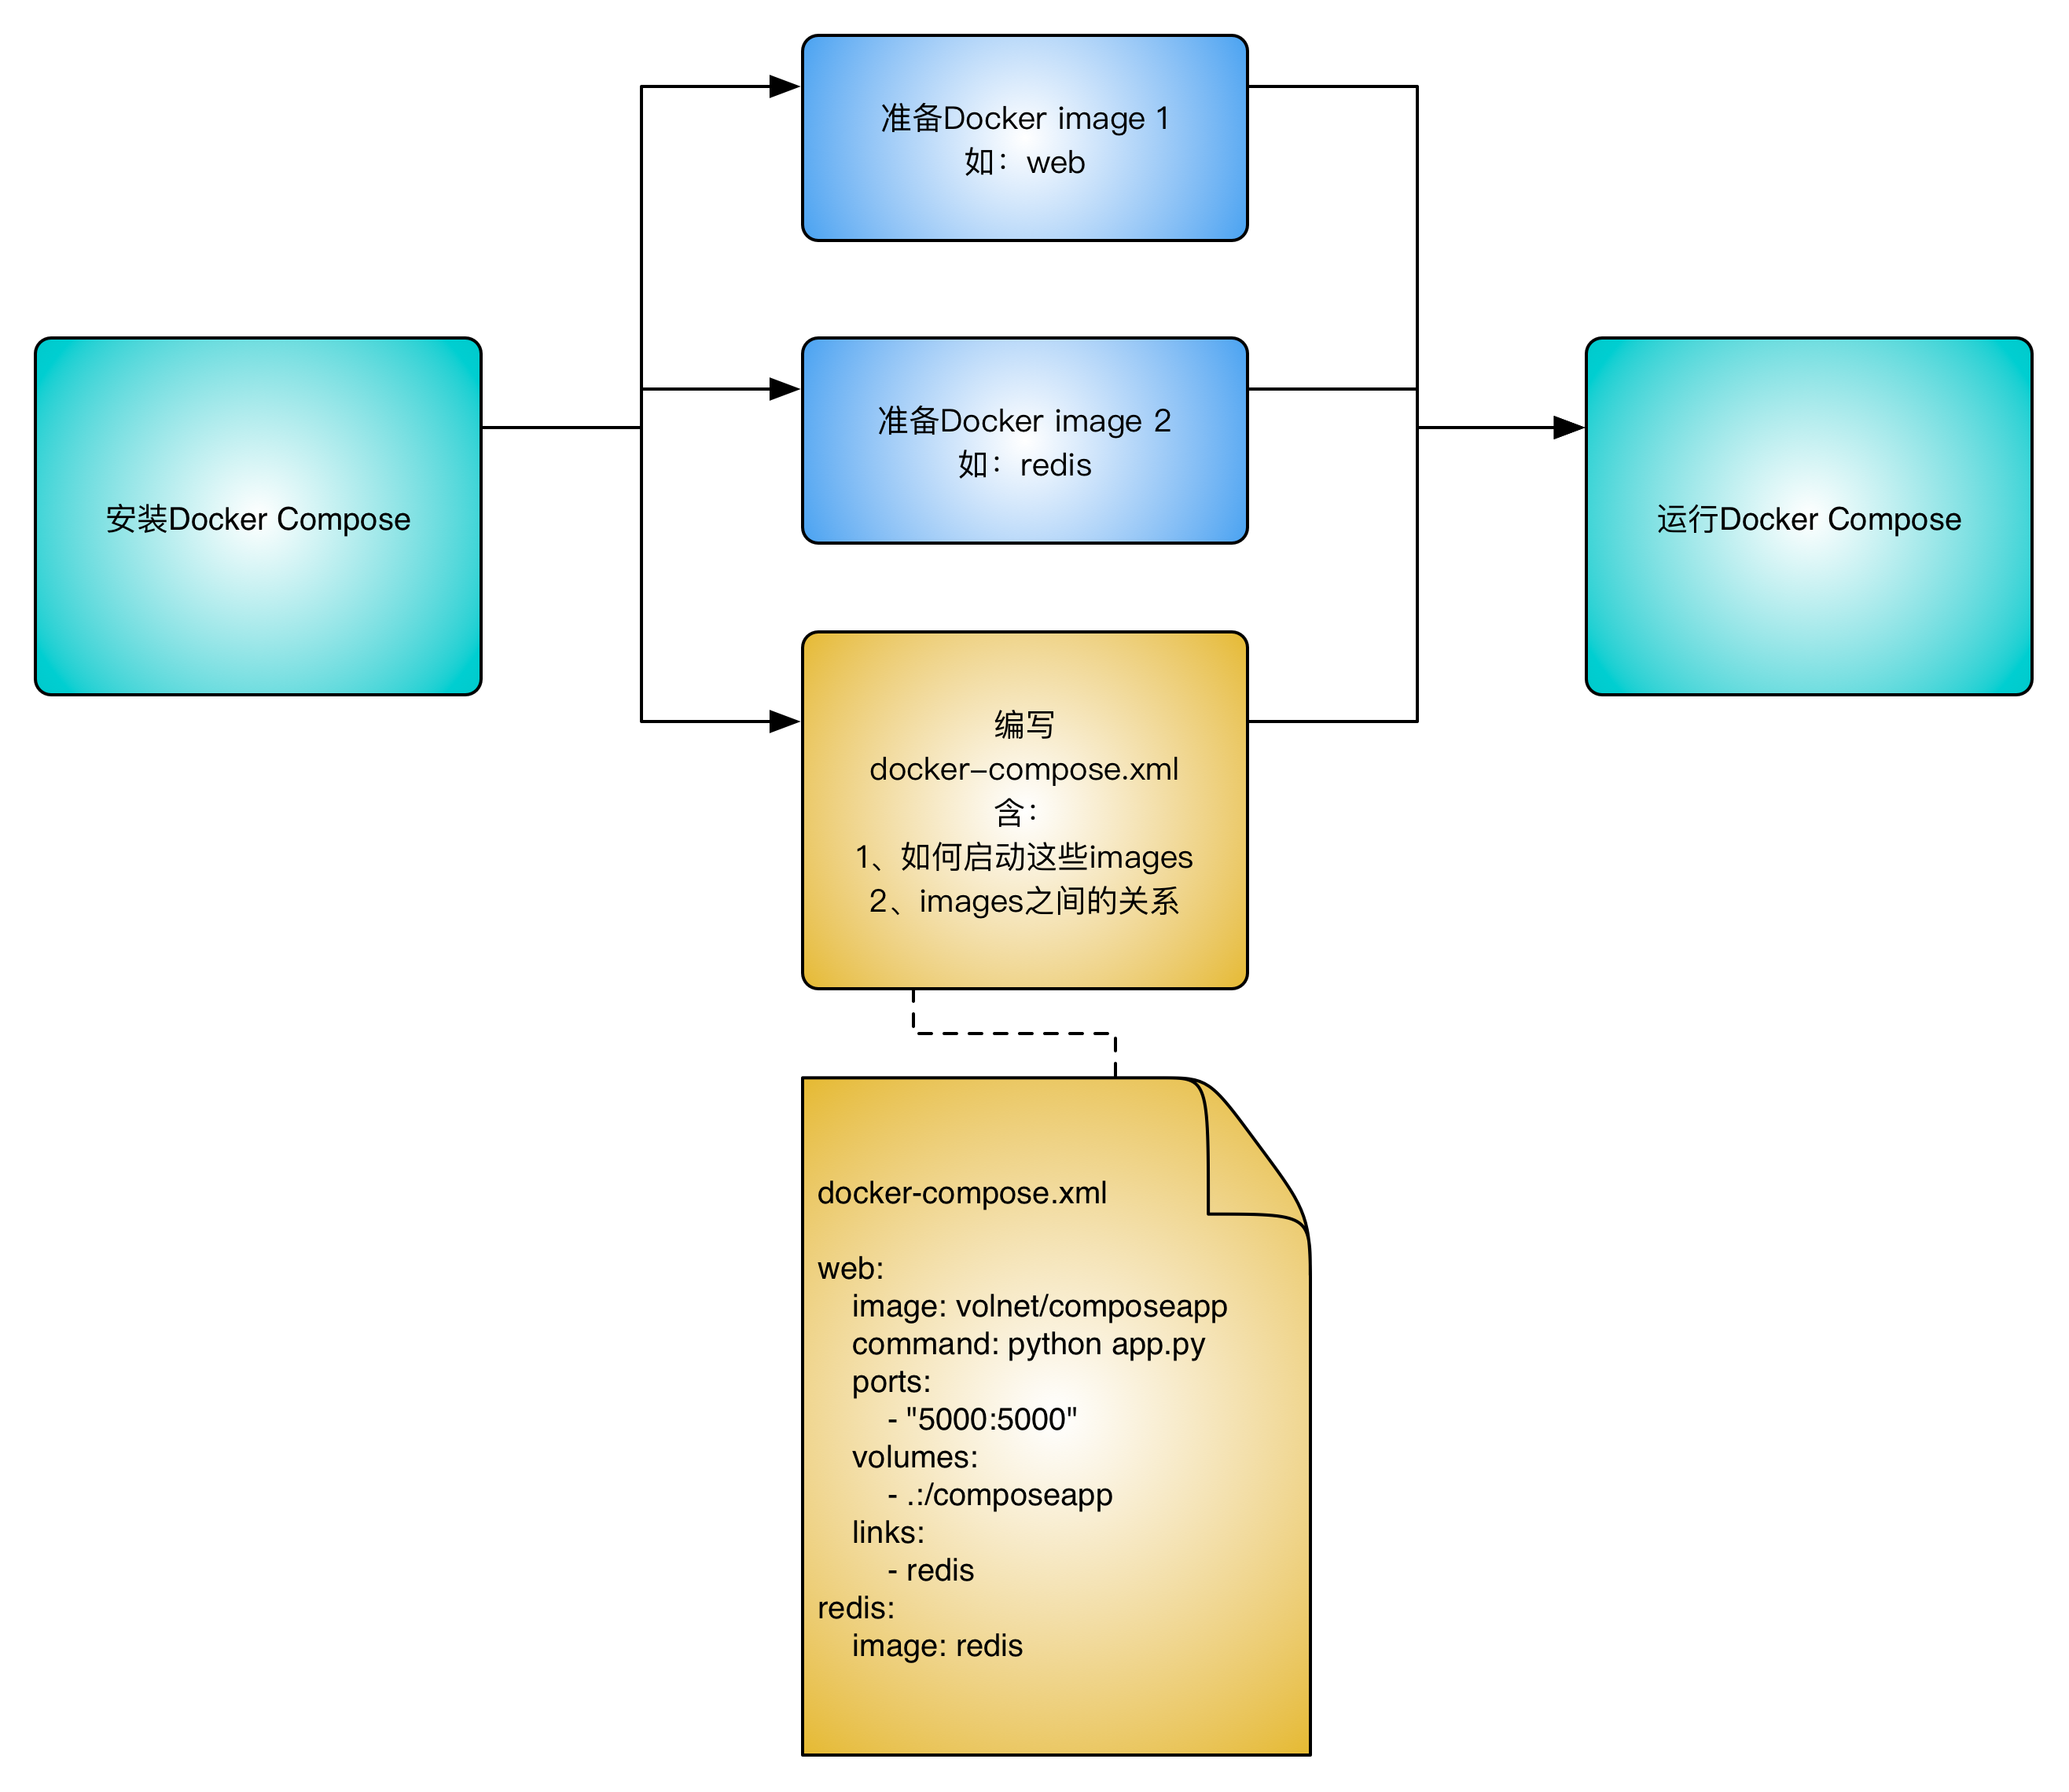 准备Docker image 1
如：web
准备Docker image 2
如：redis
安装Docker Compose
运行Docker Compose
编写
docker-compose.xml
含：
1、如何启动这些images
2、images之间的关系
docker-compose.xml
web:
image: volnet/composeapp
command: python app.py
ports:
- "5000:5000"
volumes:
- .:/composeapp
links:
- redis
redis:
image: redis